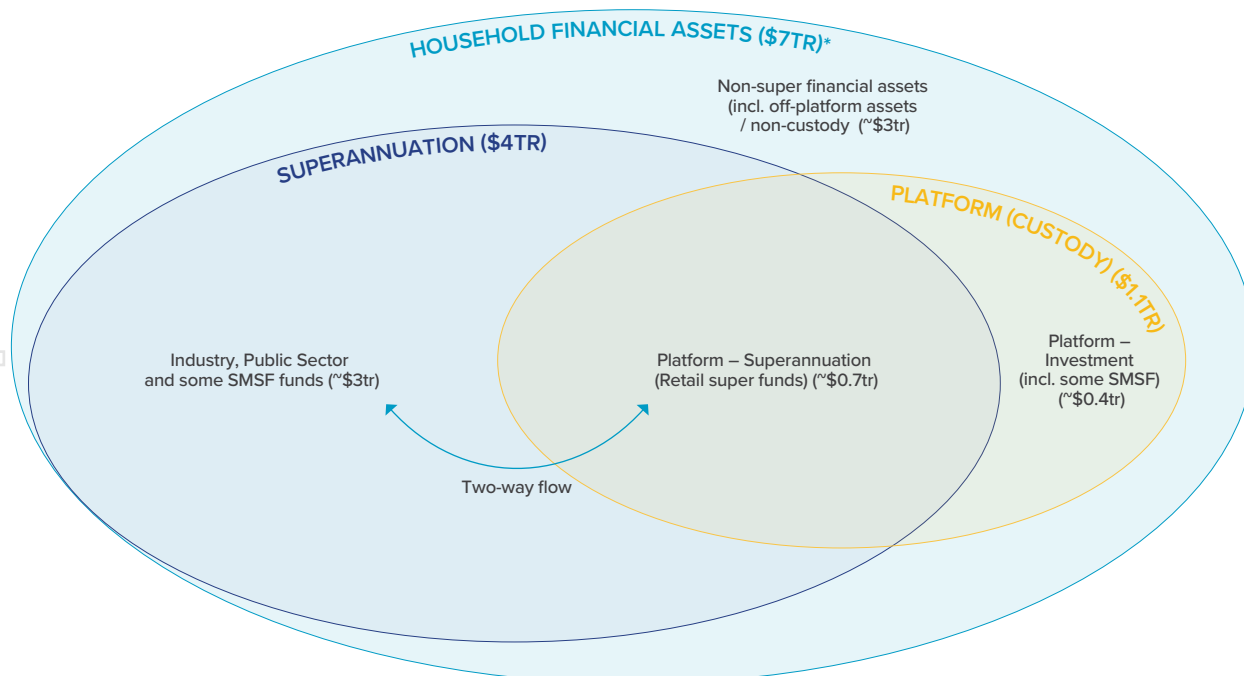 HOUSEHOLD FINANCIAL ASSETS ($7TR)*
Non-super financial assets
(incl. off-platform assets
/ non-custody (~$3tr)
SUPERANNUATION ($4TR)
PLATFORM (CUSTODY) ($1.1TR)
Industry, Public Sector
and some SMSF funds (~$3tr)
Platform – Superannuation
(Retail super funds) (~$0.7tr)
Platform –
Investment
(incl. some SMSF)
(~$0.4tr)
Two-way flow